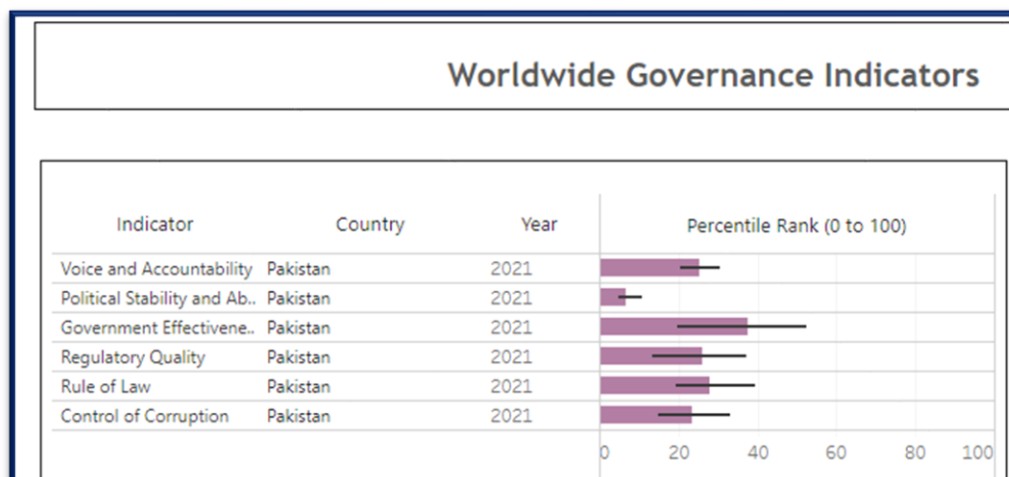 Worldwide Governance Indicators
Indicator Country Year Percentile Rank (0 to 100)
Voice and Accountability Pakistan 2021
Political Stability and Ab.. Pakistan 2021
Government Effectivene.. Pakistan 2021
Regulatory Quality Pakistan 2021
Rule of Law Pakistan 2021
Control of Corruption Pakistan 2021
0 20 40 60 80 100